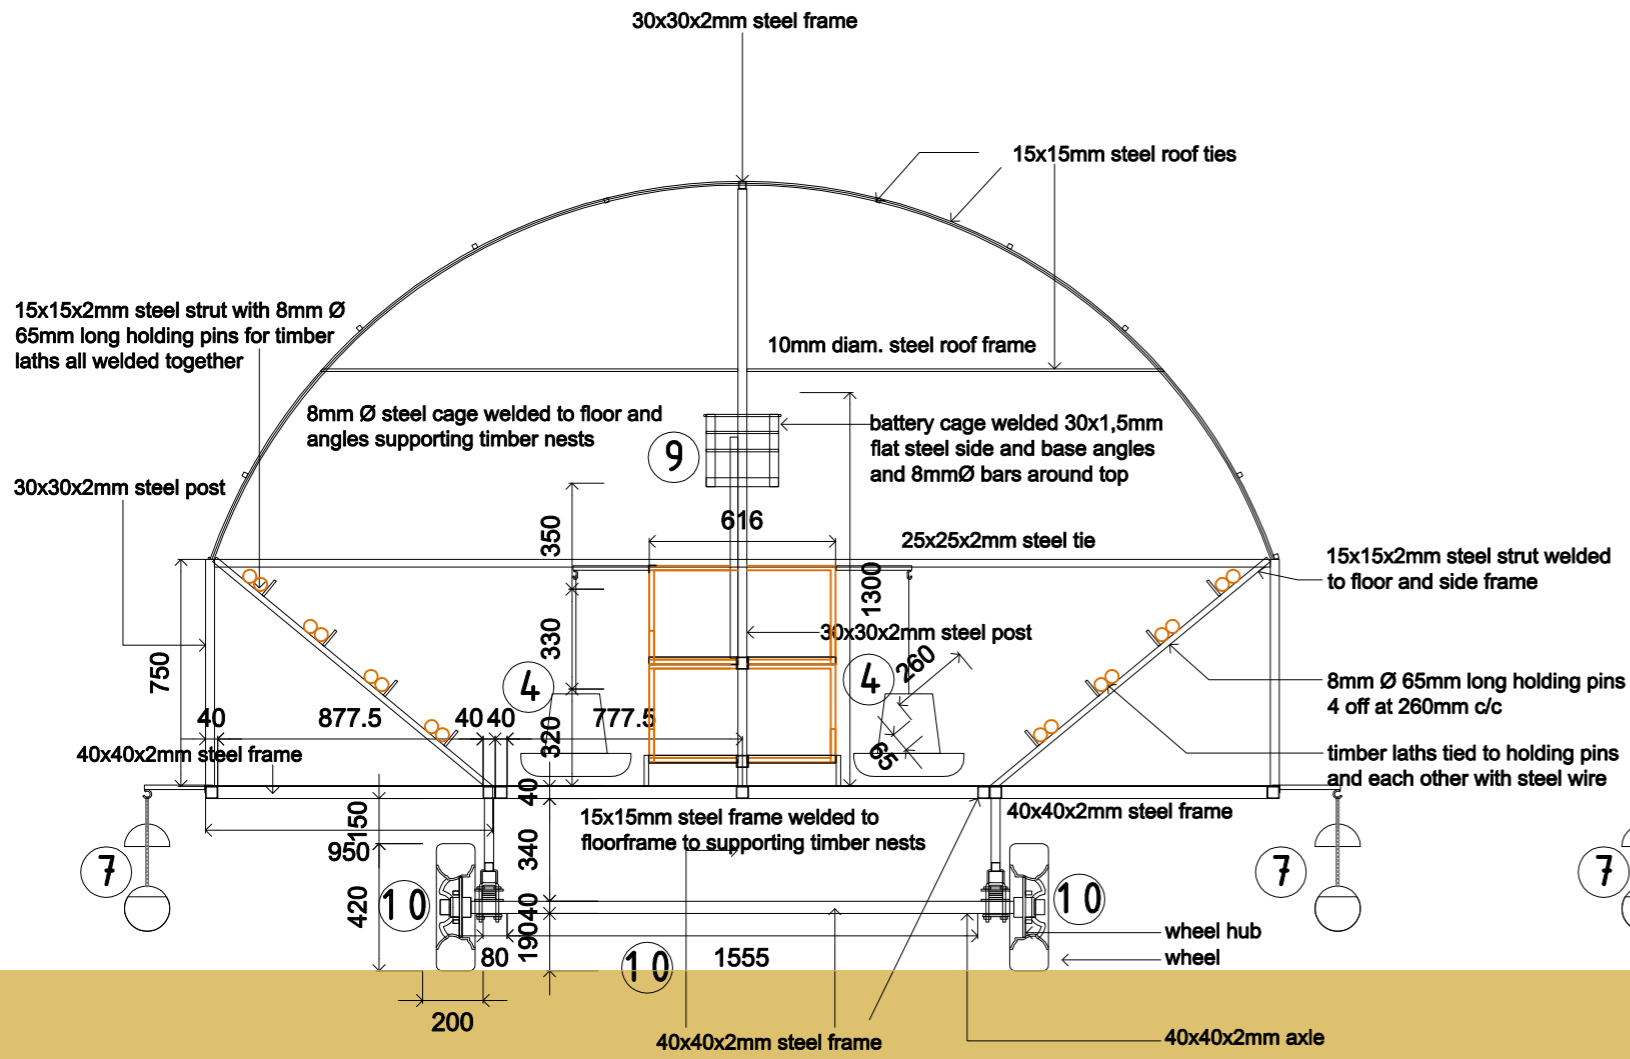 30x30x2mm steel frame
15x15mm steel roof ties
15x15x2mm steel strut with 8mm Ø
65mm long holding pins for timber
laths all welded together
10mm diam. steel roof frame
8mm Ø steel cage welded to floor and
angles supporting timber nests
battery cage welded 30x1,5mm
flat steel side and base angles
and 8mmØ bars around top
9
30x30x2mm steel post
350
616
25x25x2mm steel tie
15x15x2mm steel strut welded
to floor and side frame
1300
330
30x30x2mm steel post
750
4
4
260
8mm Ø 65mm long holding pins
4 off at 260mm c/c
40
877.5
40
40
777.5
320
65
40x40x2mm steel frame
timber laths tied to holding pins
and each other with steel wire
40
150
15x15mm steel frame welded to
floorframe to supporting timber nests
40x40x2mm steel frame
950
340
7
7
7
420
10
40
10
190
wheel hub
80
10
1555
wheel
200
40x40x2mm steel frame
40x40x2mm axle